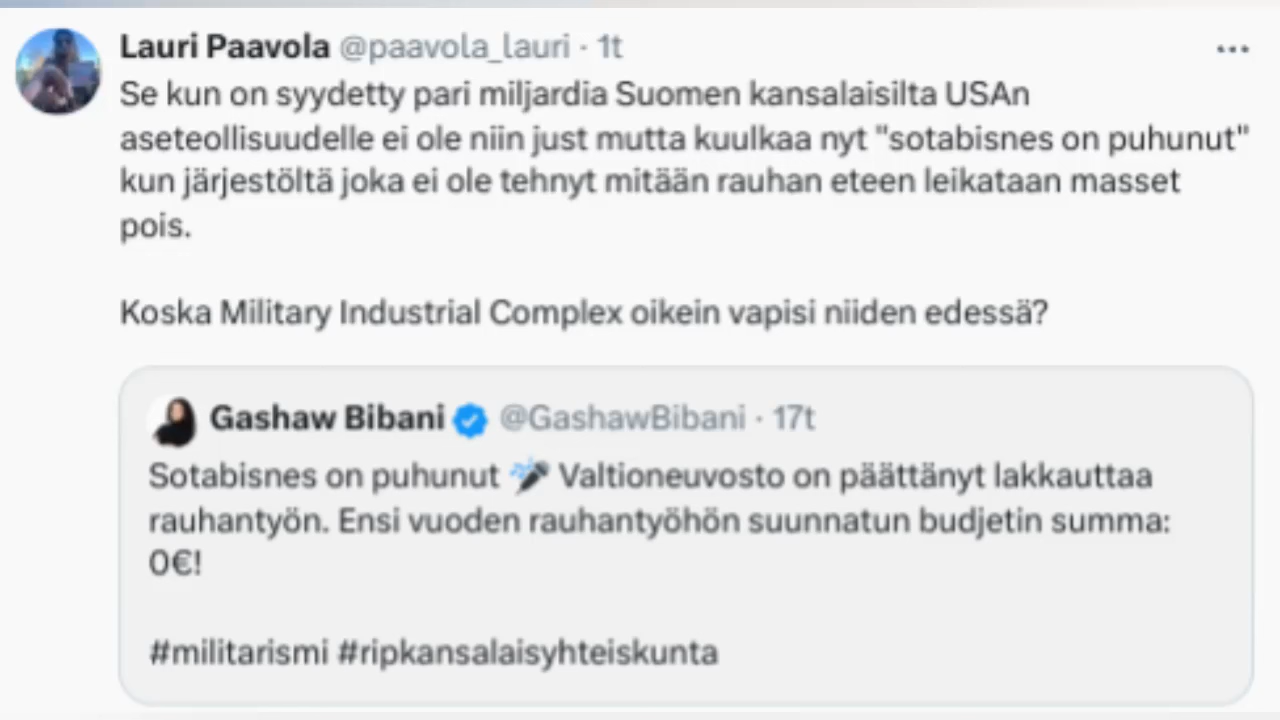 Lauri Paavola @paavola_lauri · 1t
Se kun on syydetty pari miljardia Suomen kansalaisilta USAn
aseteollisuudelle ei ole niin just mutta kuulkaa nyt "sotabisnes on puhunut"
kun järjestöltä joka ei ole tehnyt mitään rauhan eteen leikataan masset
pois.
Koska Military Industrial Complex oikein vapisi niiden edessä?
Gashaw Bibani @GashawBibani · 17t
Sotabisnes on puhunut 🎤 Valtioneuvosto on päättänyt lakkauttaa
rauhantyön. Ensi vuoden rauhantyöhön suunnatun budjetin summa:
0€!
#militarismi #ripkansalaisyhteiskunta